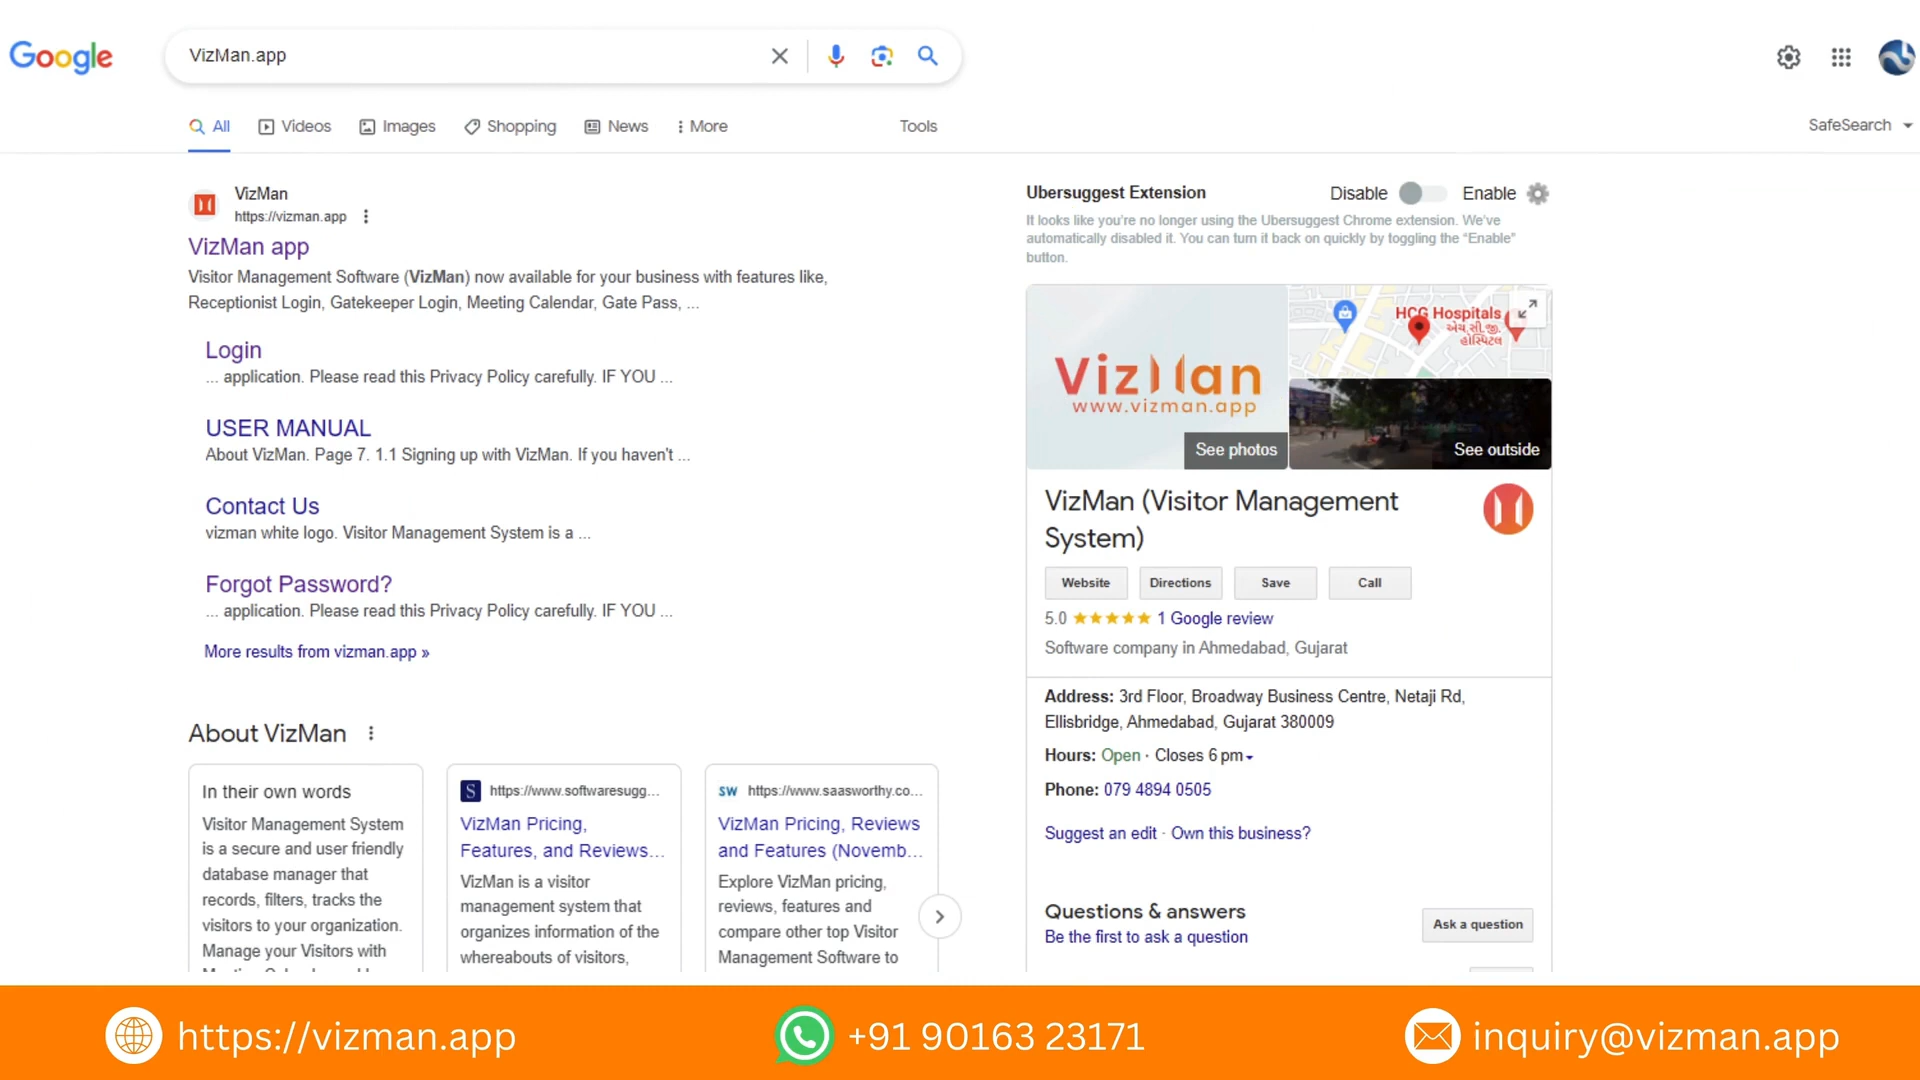 Google
VizMan.app
All
Videos
Images
Shopping
News
More
Tools
SafeSearch
VizMan
https://vizman.app
VizMan app
Visitor Management Software (VizMan) now available for your business with features like,
Receptionist Login, Gatekeeper Login, Meeting Calendar, Gate Pass, ...
Login
... application. Please read this Privacy Policy carefully. IF YOU ...
USER MANUAL
About VizMan. Page 7. 1.1 Signing up with VizMan. If you haven't ...
Contact Us
vizman white logo. Visitor Management System is a ...
Forgot Password?
... application. Please read this Privacy Policy carefully. IF YOU ...
More results from vizman.app »
About VizMan
In their own words
Visitor Management System
is a secure and user friendly
database manager that
records, filters, tracks the
visitors to your organization.
Manage your Visitors with
S
https://www.softwaresugg...
VizMan Pricing,
Features, and Reviews...
VizMan is a visitor
management system that
organizes information of the
whereabouts of visitors,
SW
https://www.saasworthy.co...
VizMan Pricing, Reviews
and Features (Novemb...
Explore VizMan pricing,
reviews, features and
compare other top Visitor
Management Software to
Ubersuggest Extension
Disable
Enable
It looks like you're no longer using the Ubersuggest Chrome extension. We've
automatically disabled it. You can turn it back on quickly by toggling the “Enable”
button.
VizMan
www.vizman.app
See photos
HCG Hospitals
એચ.સી.જી.
હોસ્પિટલ
See outside
VizMan (Visitor Management
System)
Website
Directions
Save
Call
5.0
1 Google review
Software company in Ahmedabad, Gujarat
Address: 3rd Floor, Broadway Business Centre, Netaji Rd,
Ellisbridge, Ahmedabad, Gujarat 380009
Hours: Open · Closes 6 pm
Phone: 079 4894 0505
Suggest an edit · Own this business?
Questions & answers
Be the first to ask a question
Ask a question
https://vizman.app
+91 90163 23171
inquiry@vizman.app